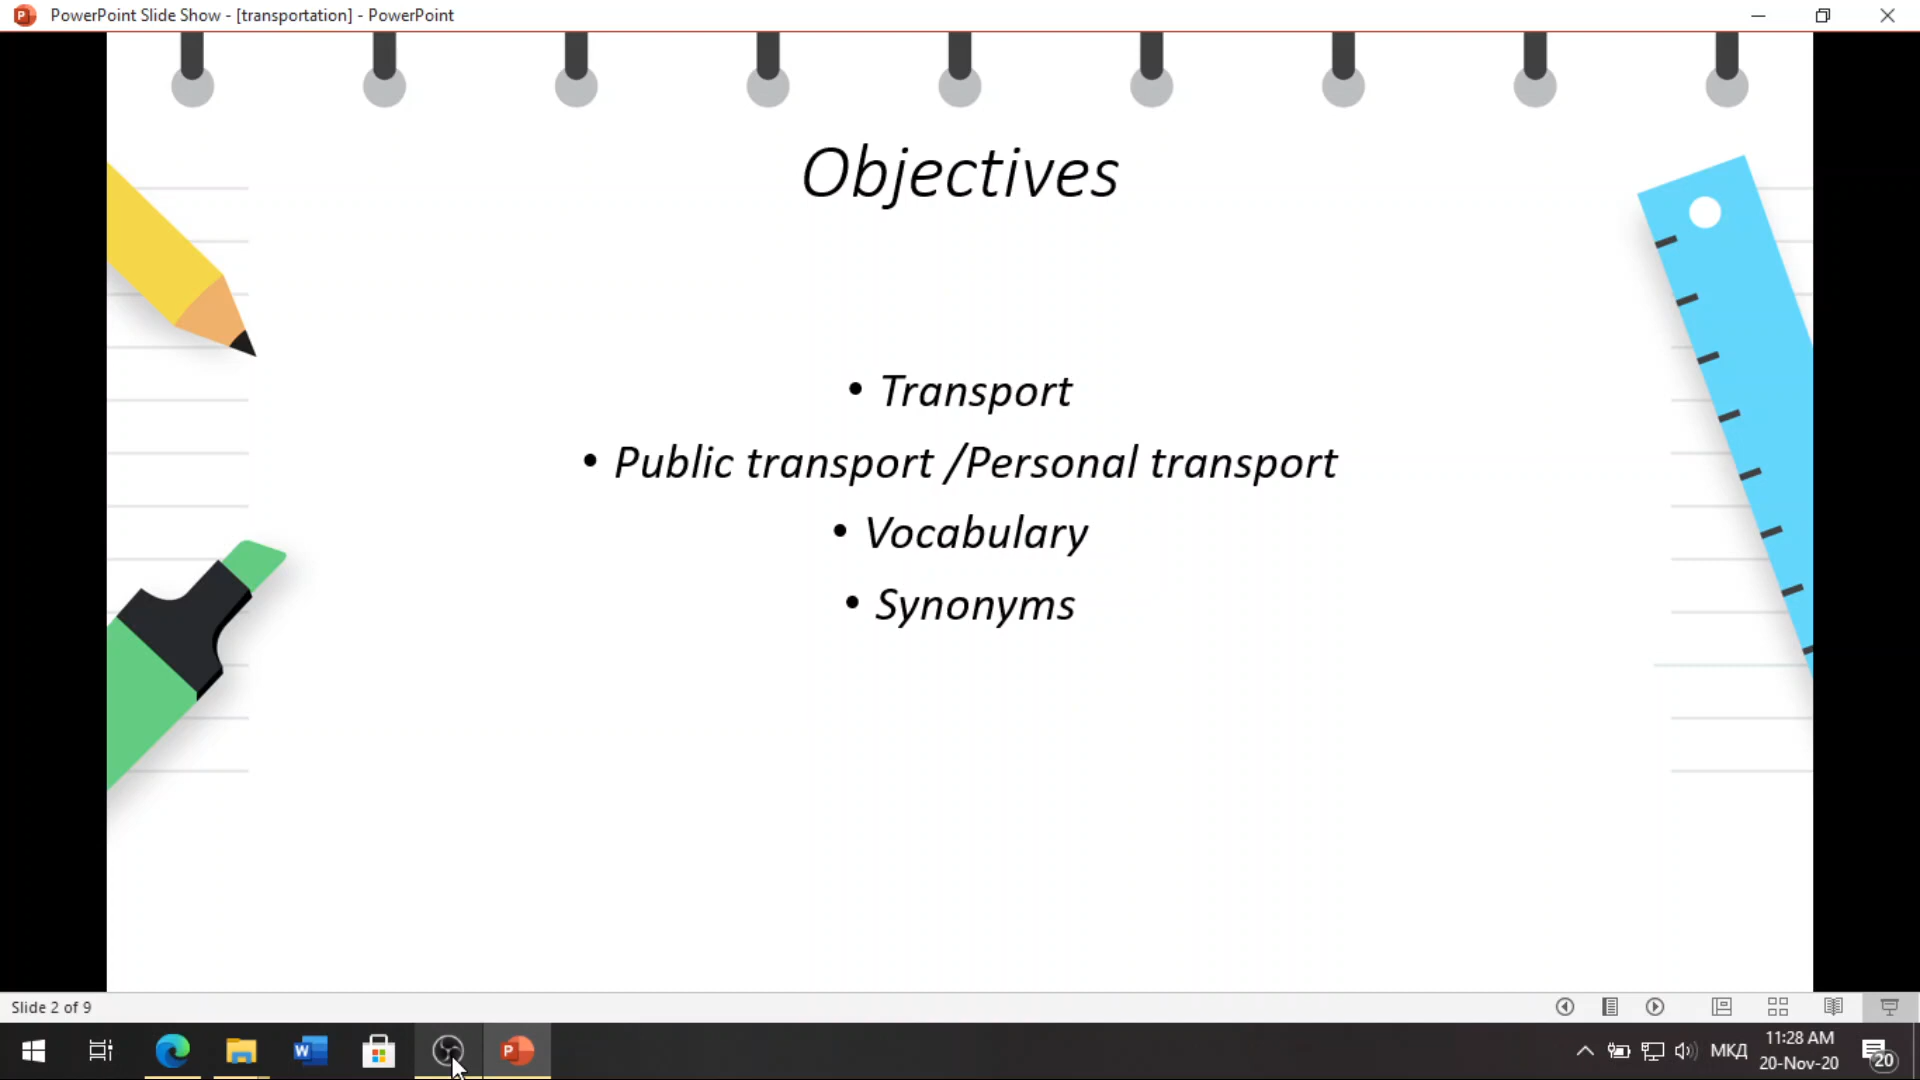 PowerPoint Slide Show - [transportation] - PowerPoint
Objectives
• Transport
• Public transport /Personal transport
• Vocabulary
• Synonyms
Slide 2 of 9
МКД
11:28 AM
20-Nov-20
20